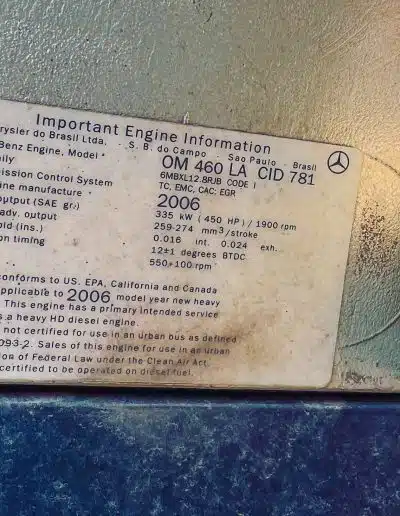 Important Engine Information
rysler do Brasil Ltda. · S. B. do Campo · Sao Paulo · Brasil
Benz Engine, Model * OM 460 LA CID 781
ily 6MBXL12.8RJB CODE I
ission Control System TC, EMC, CAC: EGR
ine manufacture * 2006
utput (SAE gr.) 335 kW (450 HP) / 1900 rpm
adv. output 259-274 mm³/stroke
oid (ins.) 0.016 int. 0.024 exh.
on timing 12±1 degrees BTDC
550+100 rpm
conforms to US. EPA, California and Canada
applicable to 2006 model year new heavy
This engine has a primary intended service
s a heavy HD diesel engine.
not certified for use in an urban bus as defined
093-2. Sales of this engine for use in an urban
ion of Federal Law under the Clean Air Act.
certified to be operated on diesel fuel.